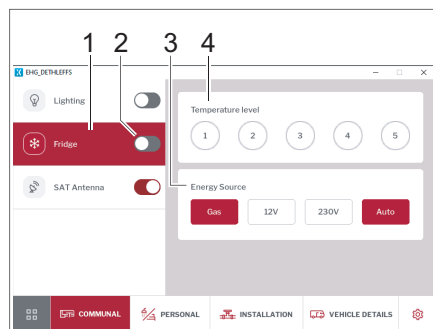 1 2 3 4
EHG_DETHLEFFS
Lighting
Fridge
SAT Antenna
Temperature level
1 2 3 4 5
Energy Source
Gas 12V 230V Auto
COMMUNAL PERSONAL INSTALLATION VEHICLE DETAILS